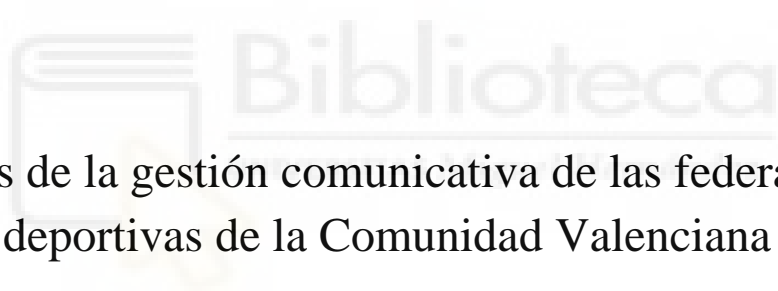 Biblioteca
s de la gestión comunicativa de las federa
deportivas de la Comunidad Valenciana